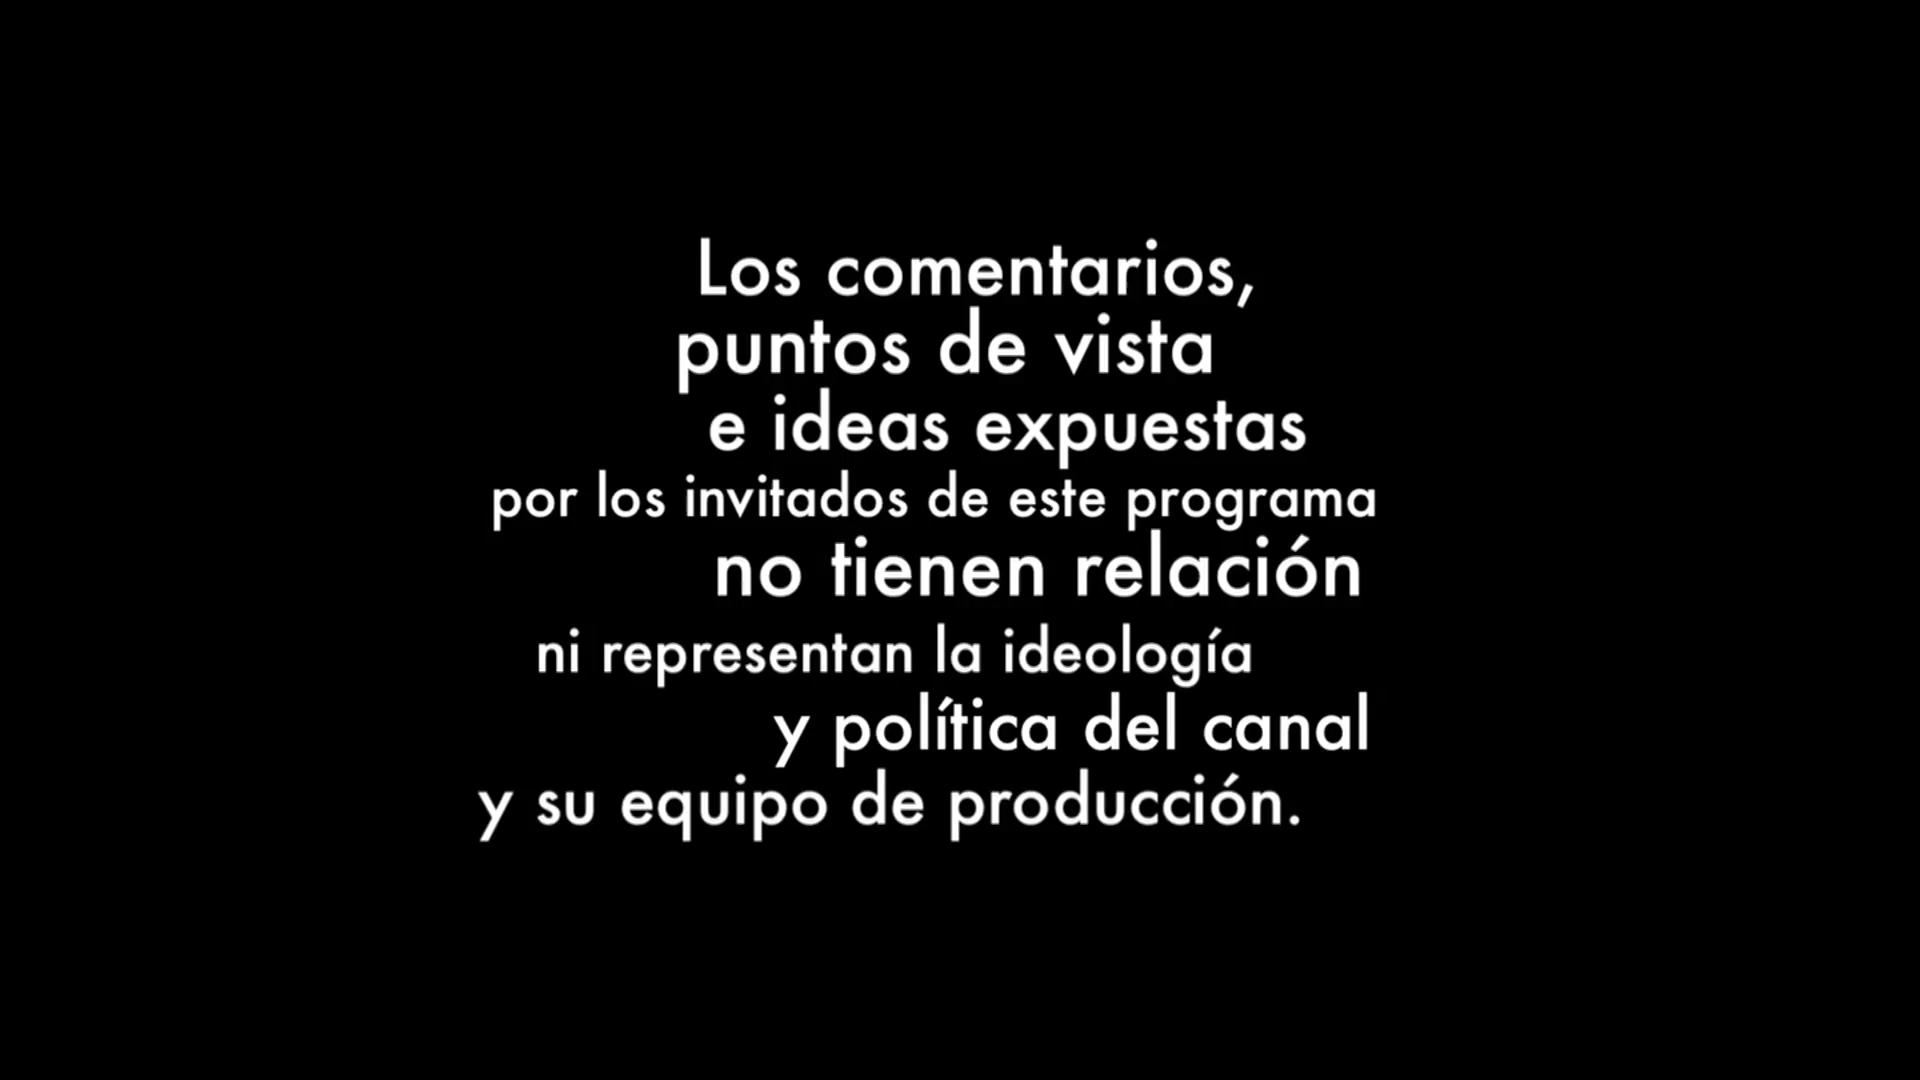 Los comentarios,
puntos de vista
e ideas expuestas
por los invitados de este programa
no tienen relación
ni representan la ideología
y política del canal
y su equipo de producción.